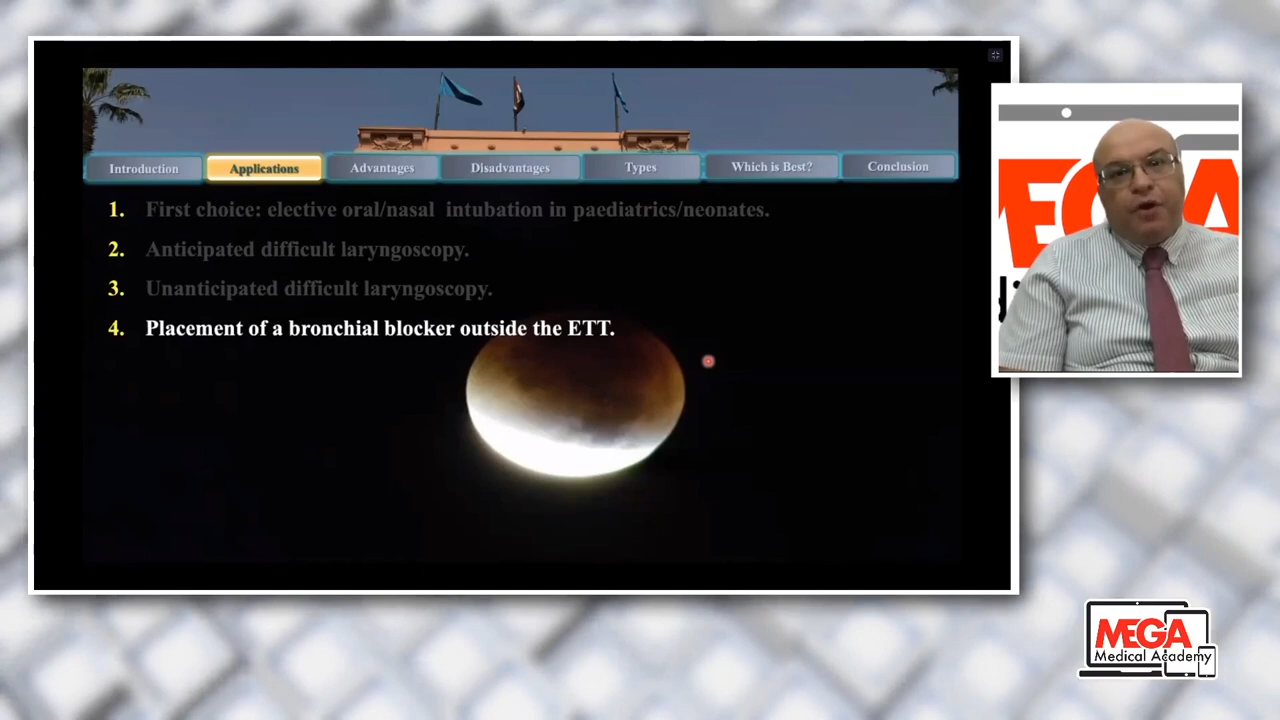 Introduction
Applications
Advantages
Disadvantages
Types
Which is Best?
Conclusion
1. First choice: elective oral/nasal intubation in paediatrics/neonates.
2. Anticipated difficult laryngoscopy.
3. Unanticipated difficult laryngoscopy.
4. Placement of a bronchial blocker outside the ETT.
MEGA
Medical Academy